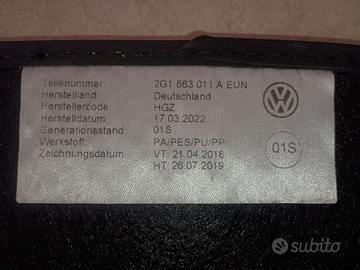 Teilenummer: 2G1 863 011 A EUN
Herstelland Deutschland
Herstellercode: HGZ
Herstelldatum: 17.03.2022
Generationsstand 01S
Werkstoff: PA/PES/PU/PP
Zeichnungsdatum: VT: 21.04.2016
HT: 26.07.2019
01S
subito